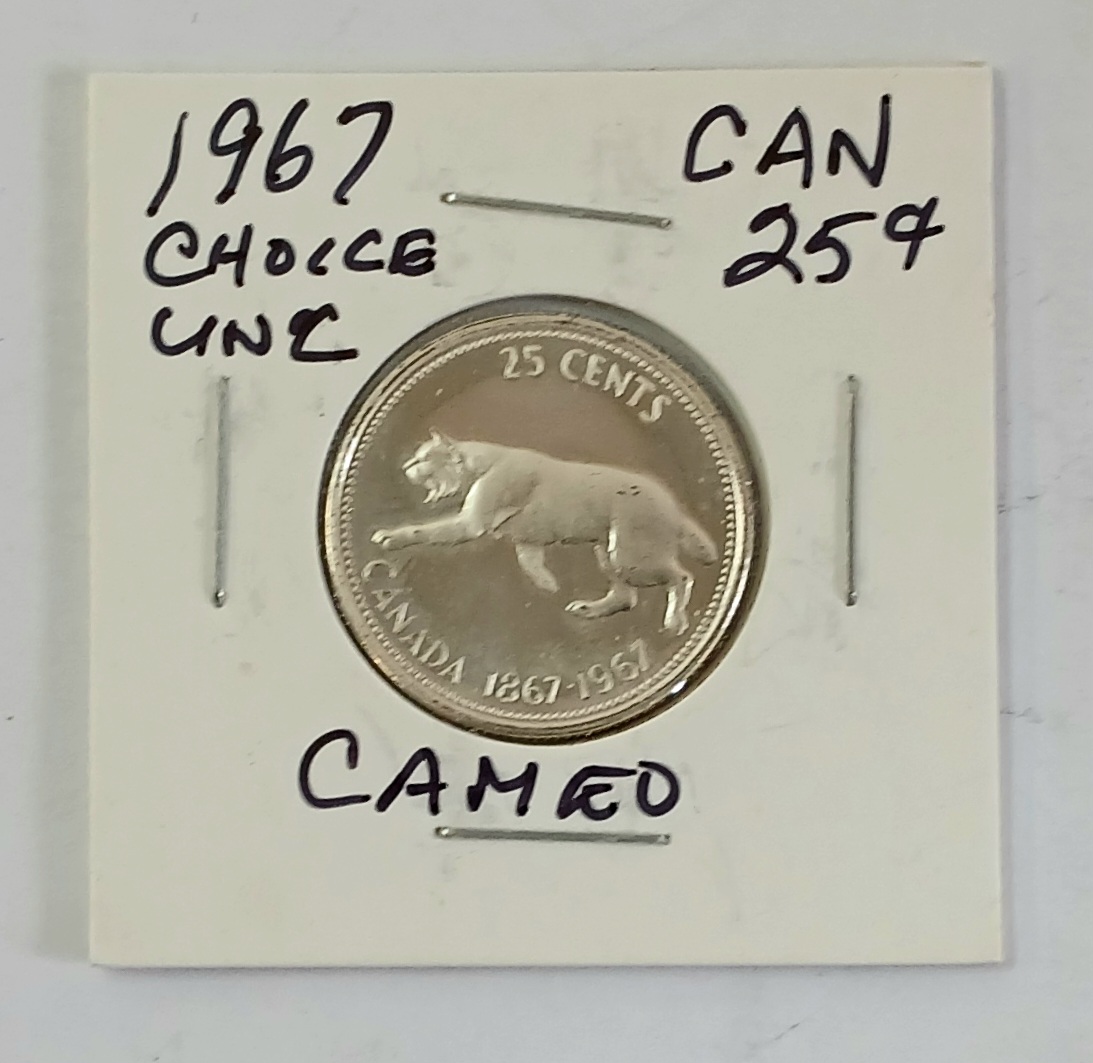 1967
CHOICE
UNC
CAN
25¢
25 CENTS
CANADA 1867-1967
CAMEO